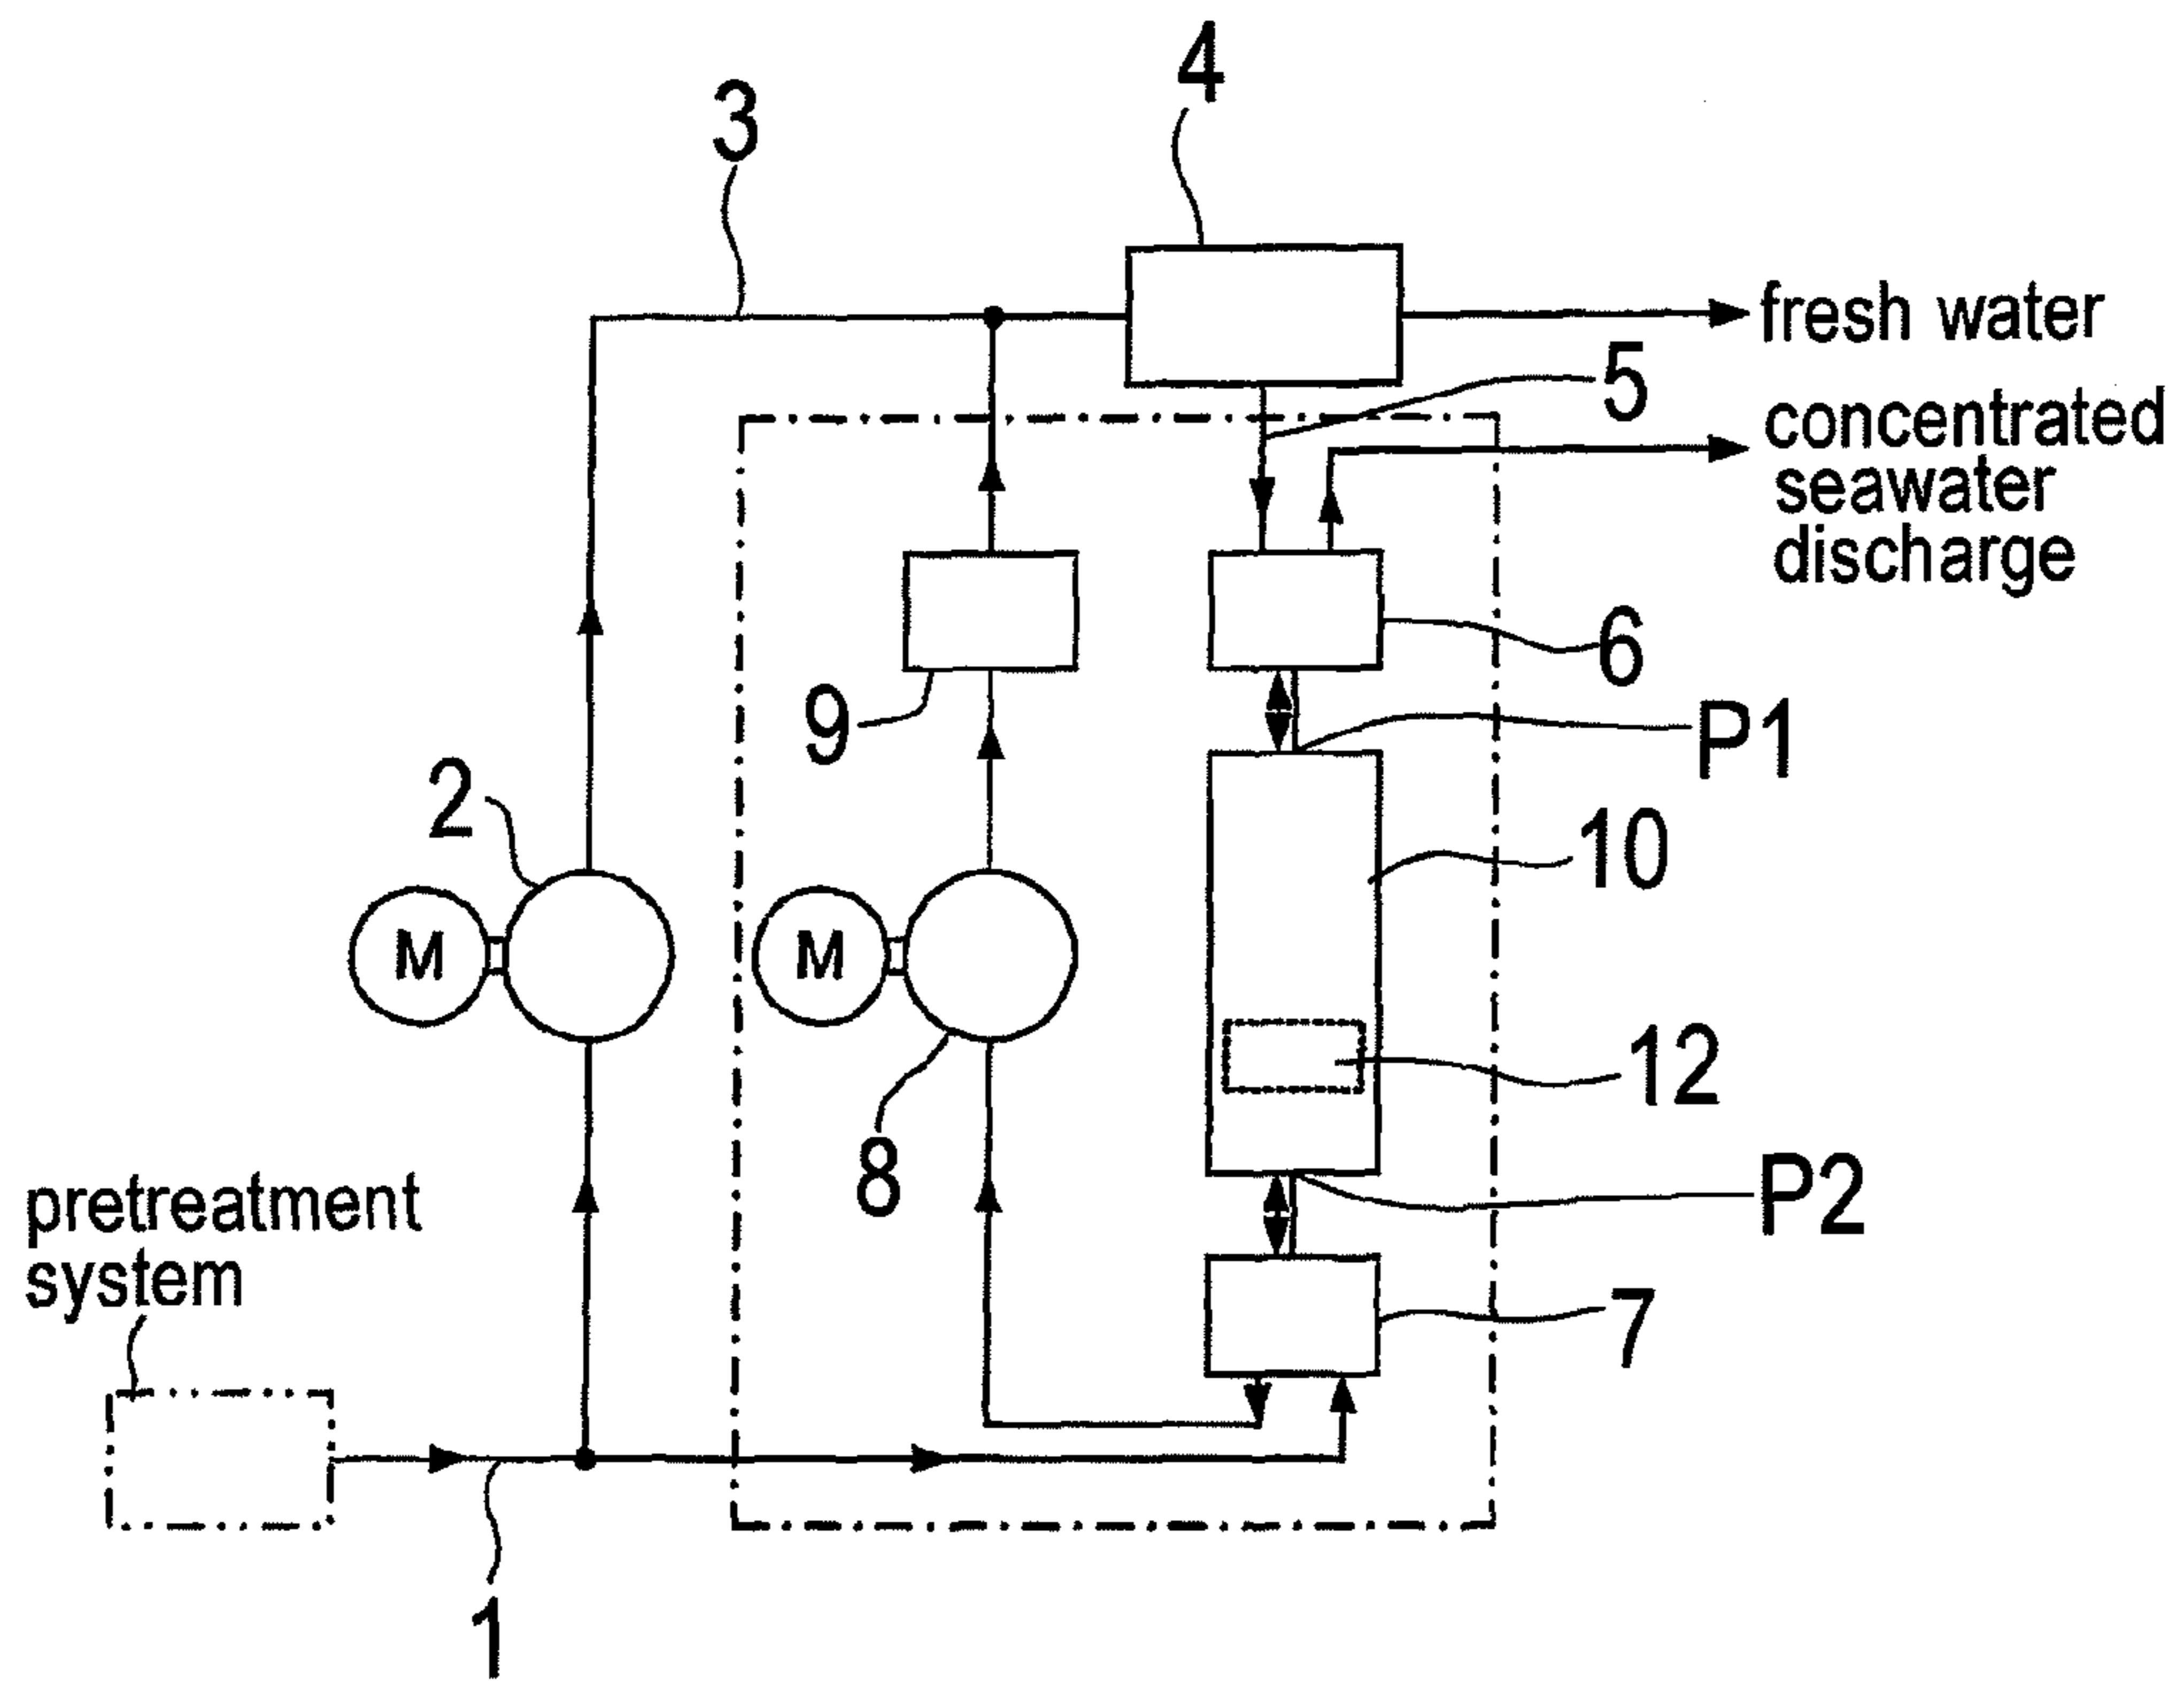 4
3
fresh water
5
concentrated
seawater
discharge
6
9
P1
2
10
M
M
12
8
P2
pretreatment
system
7
1